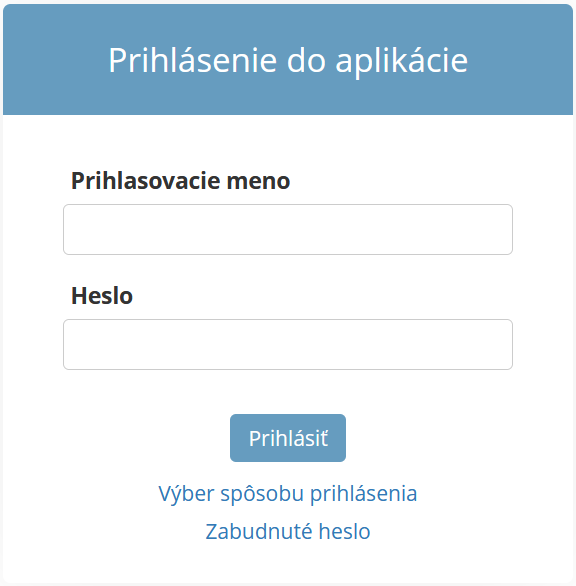 Prihlásenie do aplikácie
Prihlasovacie meno
Heslo
Prihlásiť
Výber spôsobu prihlásenia
Zabudnuté heslo